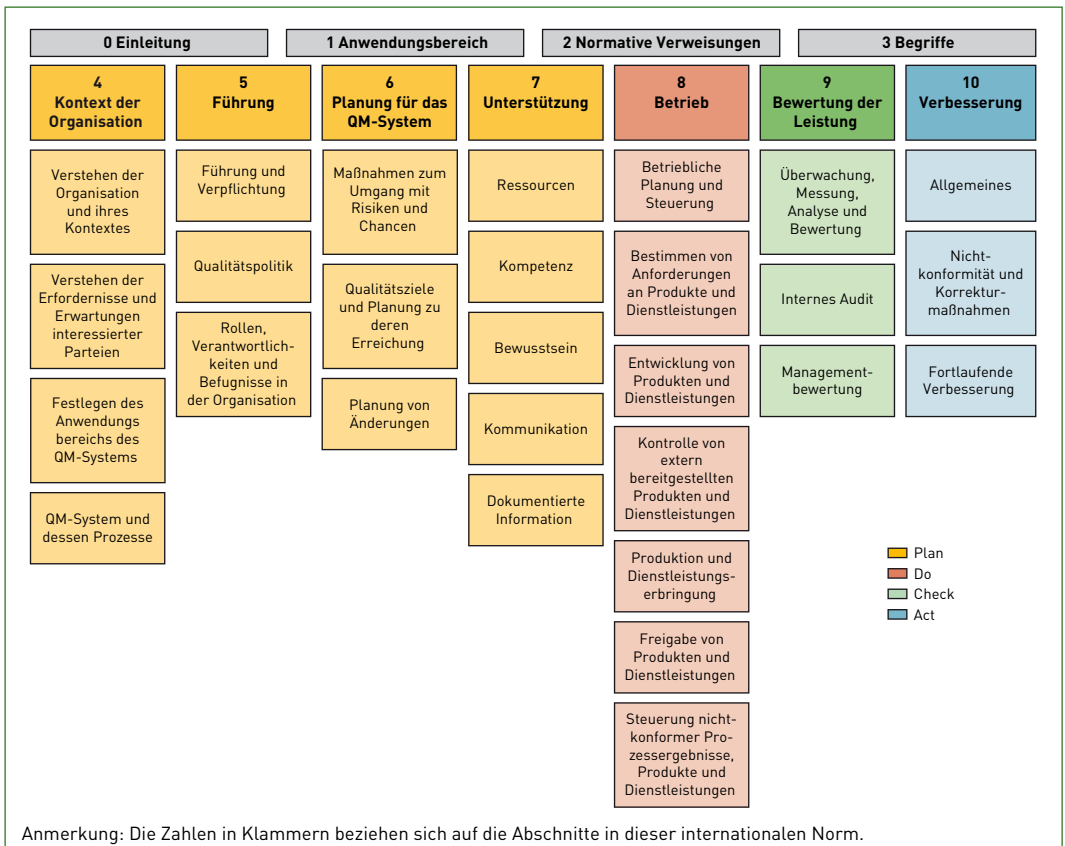 0 Einleitung
1 Anwendungsbereich
2 Normative Verweisungen
3 Begriffe
4
Kontext der
Organisation
Verstehen der
Organisation
und ihres
Kontextes
Verstehen der
Erfordernisse und
Erwartungen
interessierter
Parteien
Festlegen des
Anwendungs
bereichs des
QM-Systems
QM-System und
dessen Prozesse
5
Führung
Führung und
Verpflichtung
Qualitätspolitik
Rollen,
Verantwortlich-
keiten und
Befugnisse in
der Organisation
6
Planung für das
QM-System
Maßnahmen zum
Umgang mit
Risiken und
Chancen
Qualitätsziele
und Planung zu
deren
Erreichung
Planung von
Änderungen
7
Unterstützung
Ressourcen
Kompetenz
Bewusstsein
Kommunikation
Dokumentierte
Information
8
Betrieb
Betriebliche
Planung und
Steuerung
Bestimmen von
Anforderungen
an Produkte und
Dienstleistungen
Entwicklung von
Produkten und
Dienstleistungen
Kontrolle von
extern
bereitgestellten
Produkten und
Dienstleistungen
Produktion und
Dienstleistungs-
erbringung
Freigabe von
Produkten und
Dienstleistungen
Steuerung nicht-
konformer Pro-
zessergebnisse,
Produkte und
Dienstleistungen
9
Bewertung der
Leistung
Überwachung,
Messung,
Analyse und
Bewertung
Internes Audit
Management-
bewertung
10
Verbesserung
Allgemeines
Nicht-
konformität und
Korrektur-
maßnahmen
Fortlaufende
Verbesserung
Plan
Do
Check
Act
Anmerkung: Die Zahlen in Klammern beziehen sich auf die Abschnitte in dieser internationalen Norm.